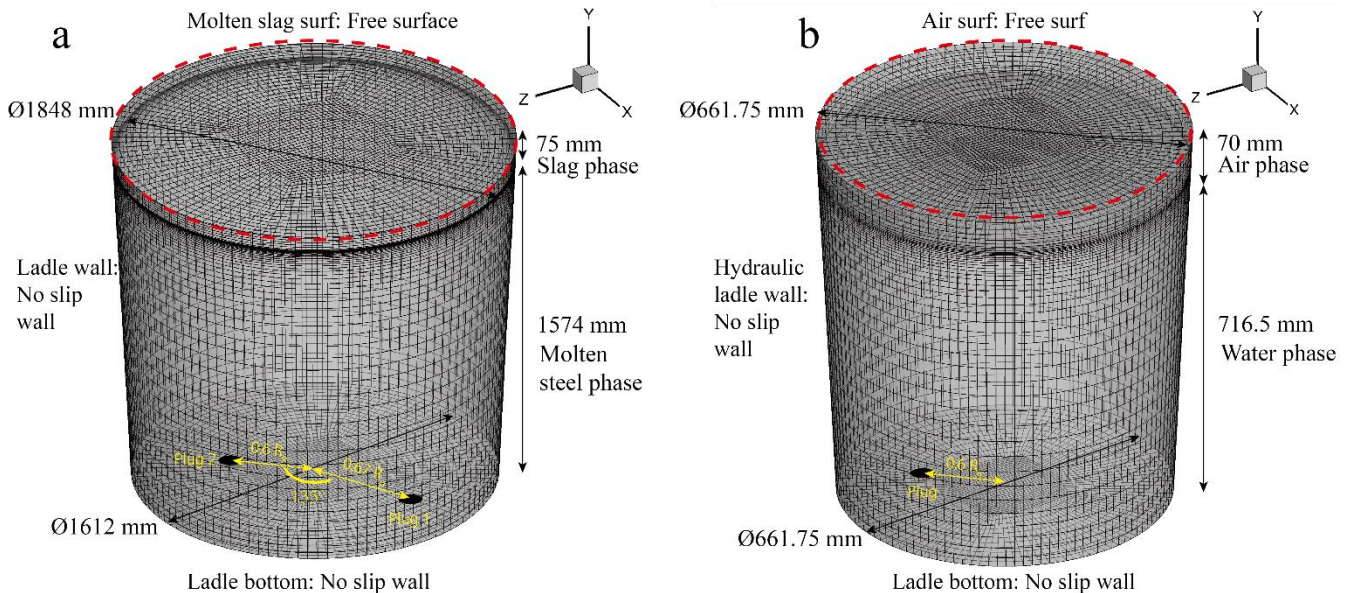 a
Molten slag surf: Free surface
Y
Z
X
Ø1848 mm
75 mm
Slag phase
Ladle wall:
No slip
wall
1574 mm
Molten
steel phase
Plug 2
0.6 R
0.67 R
135°
Plug 1
Ø1612 mm
Ladle bottom: No slip wall
b
Air surf: Free surf
Y
Z
X
Ø661.75 mm
70 mm
Air phase
Hydraulic
ladle wall:
No slip
wall
716.5 mm
Water phase
0.6 R
Plug
Ø661.75 mm
Ladle bottom: No slip wall